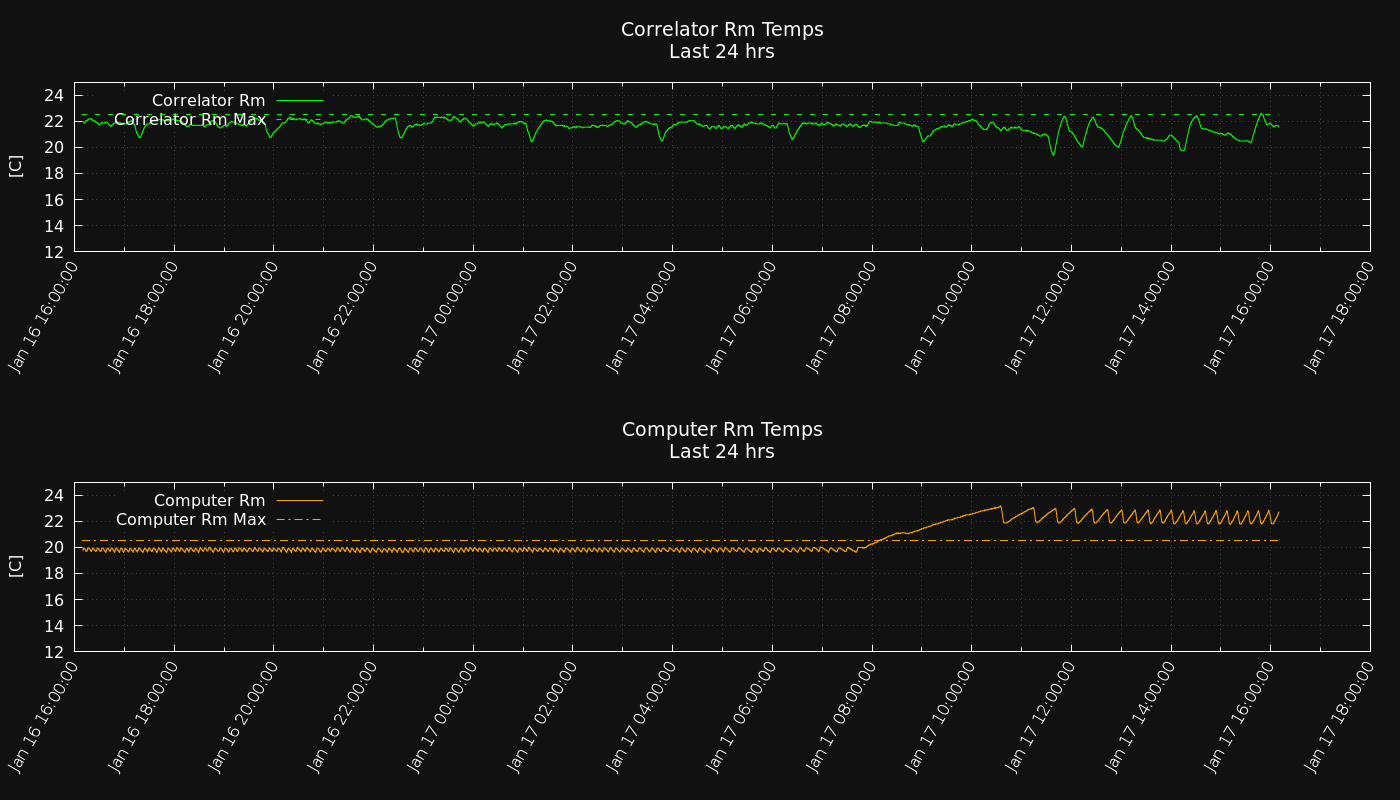 Correlator Rm Temps
Last 24 hrs
Correlator Rm
Correlator Rm Max
[C]
24
22
20
18
16
14
12
Jan 16 16:00:00
Jan 16 18:00:00
Jan 16 20:00:00
Jan 16 22:00:00
Jan 17 00:00:00
Jan 17 02:00:00
Jan 17 04:00:00
Jan 17 06:00:00
Jan 17 08:00:00
Jan 17 10:00:00
Jan 17 12:00:00
Jan 17 14:00:00
Jan 17 16:00:00
Jan 17 18:00:00
Computer Rm Temps
Last 24 hrs
Computer Rm
Computer Rm Max
[C]
24
22
20
18
16
14
12
Jan 16 16:00:00
Jan 16 18:00:00
Jan 16 20:00:00
Jan 16 22:00:00
Jan 17 00:00:00
Jan 17 02:00:00
Jan 17 04:00:00
Jan 17 06:00:00
Jan 17 08:00:00
Jan 17 10:00:00
Jan 17 12:00:00
Jan 17 14:00:00
Jan 17 16:00:00
Jan 17 18:00:00